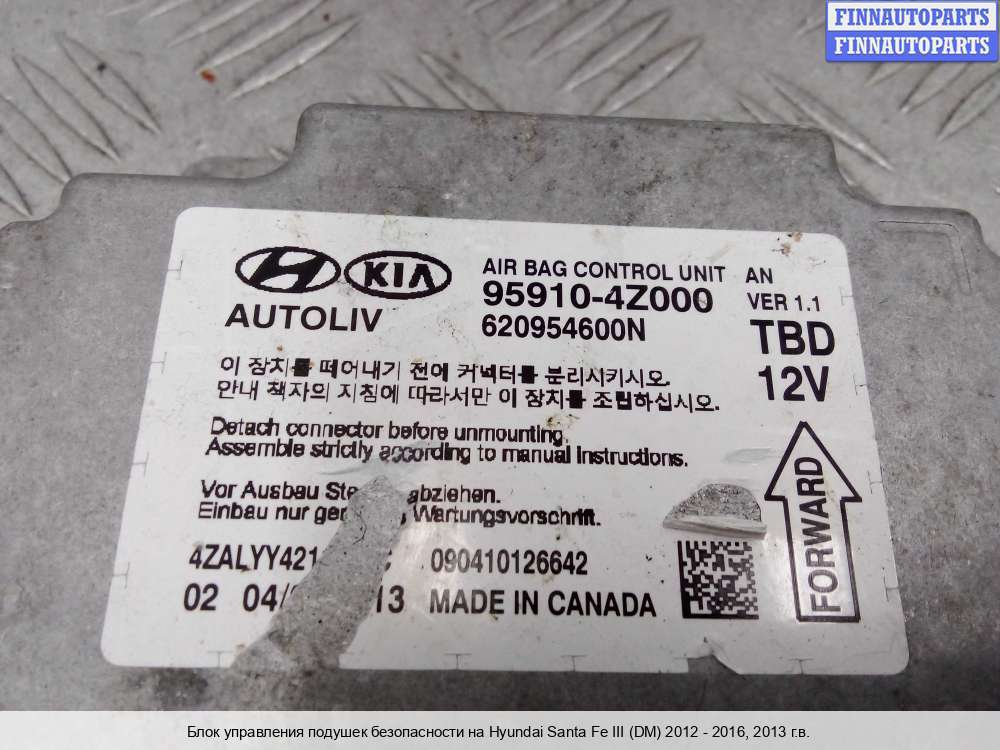 FINNAUTOPARTS
FINNAUTOPARTS
KIA
AUTOLIV
AIR BAG CONTROL UNIT AN
95910-4Z000 VER 1.1
620954600N TBD
12V
이 장치를 떼어내기 전에 커넥터를 분리시키시오.
안내 책자의 지침에 따라서만 이 장치를 조립하십시오.
Detach connector before unmounting.
Assemble strictly according to manual instructions.
Vor Ausbau abziehen.
Einbau nur Wartungsvorschrift.
FORWARD
4ZALYY421 090410126642
02 04/ 13 MADE IN CANADA
Блок управления подушек безопасности на Hyundai Santa Fe III (DM) 2012 - 2016, 2013 г.в.